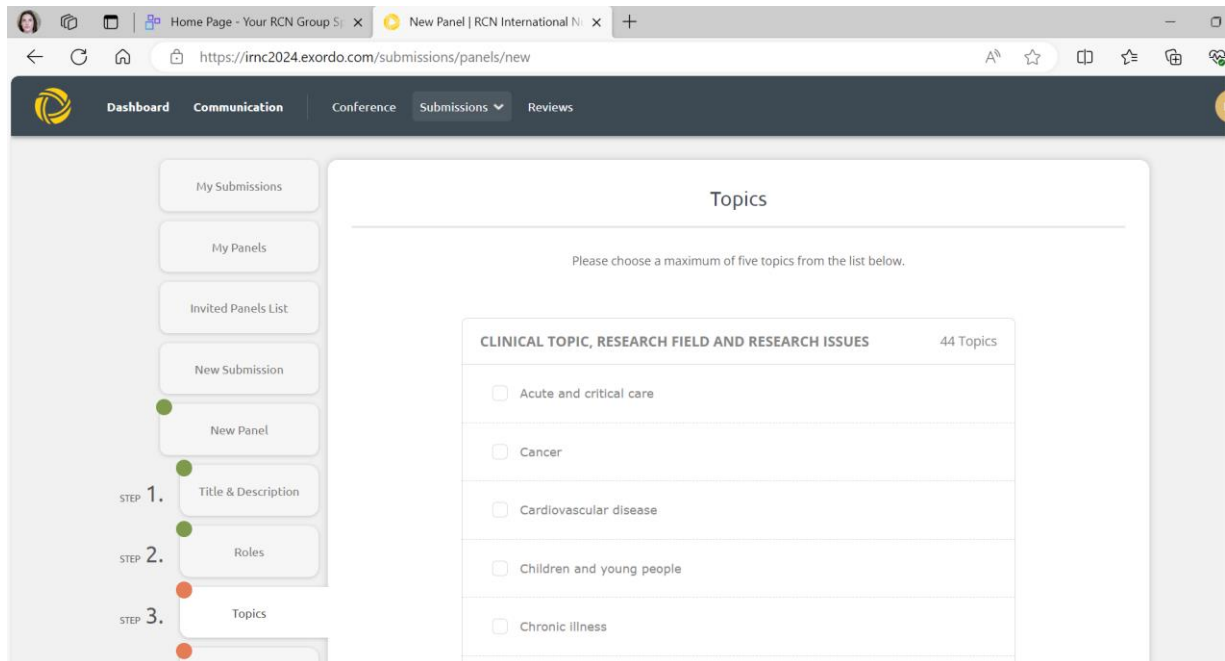 Home Page - Your RCN Group Sp
New Panel | RCN International Nu
https://irnc2024.exordo.com/submissions/panels/new
Dashboard
Communication
Conference
Submissions
Reviews
My Submissions
My Panels
Invited Panels List
New Submission
New Panel
STEP 1.
Title & Description
STEP 2.
Roles
STEP 3.
Topics
Topics
Please choose a maximum of five topics from the list below.
CLINICAL TOPIC, RESEARCH FIELD AND RESEARCH ISSUES
44 Topics
Acute and critical care
Cancer
Cardiovascular disease
Children and young people
Chronic illness